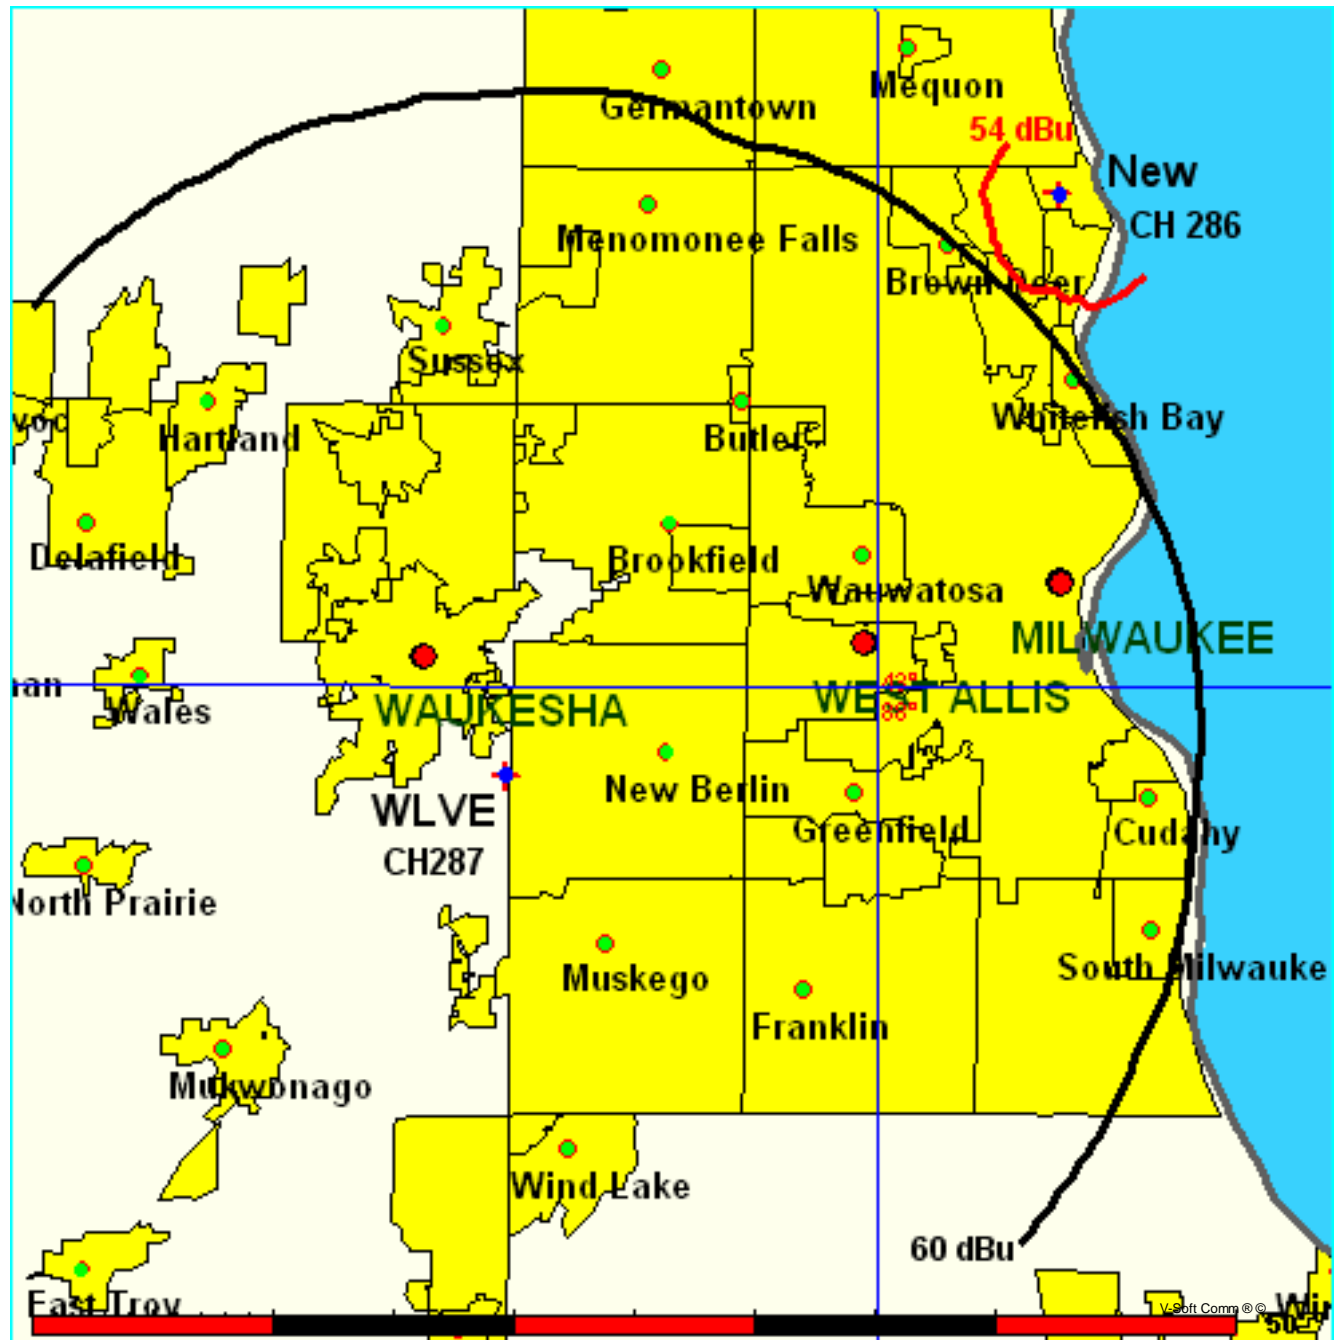 Germantown
Mequon
54 dBu
New
CH 286
Menomonee Falls
Brown Deer
Sussex
Whitefish Bay
Hartland
Butler
Delafield
Brookfield
Wauwatosa
MILWAUKEE
Wales
WAUKESHA
WEST ALLIS
New Berlin
WLVE
Greenfield
Cudahy
CH287
North Prairie
Muskego
South Milwauke
Franklin
Mukwonago
Wind Lake
60 dBu
East Troy
V-Soft Comm ® ©
50